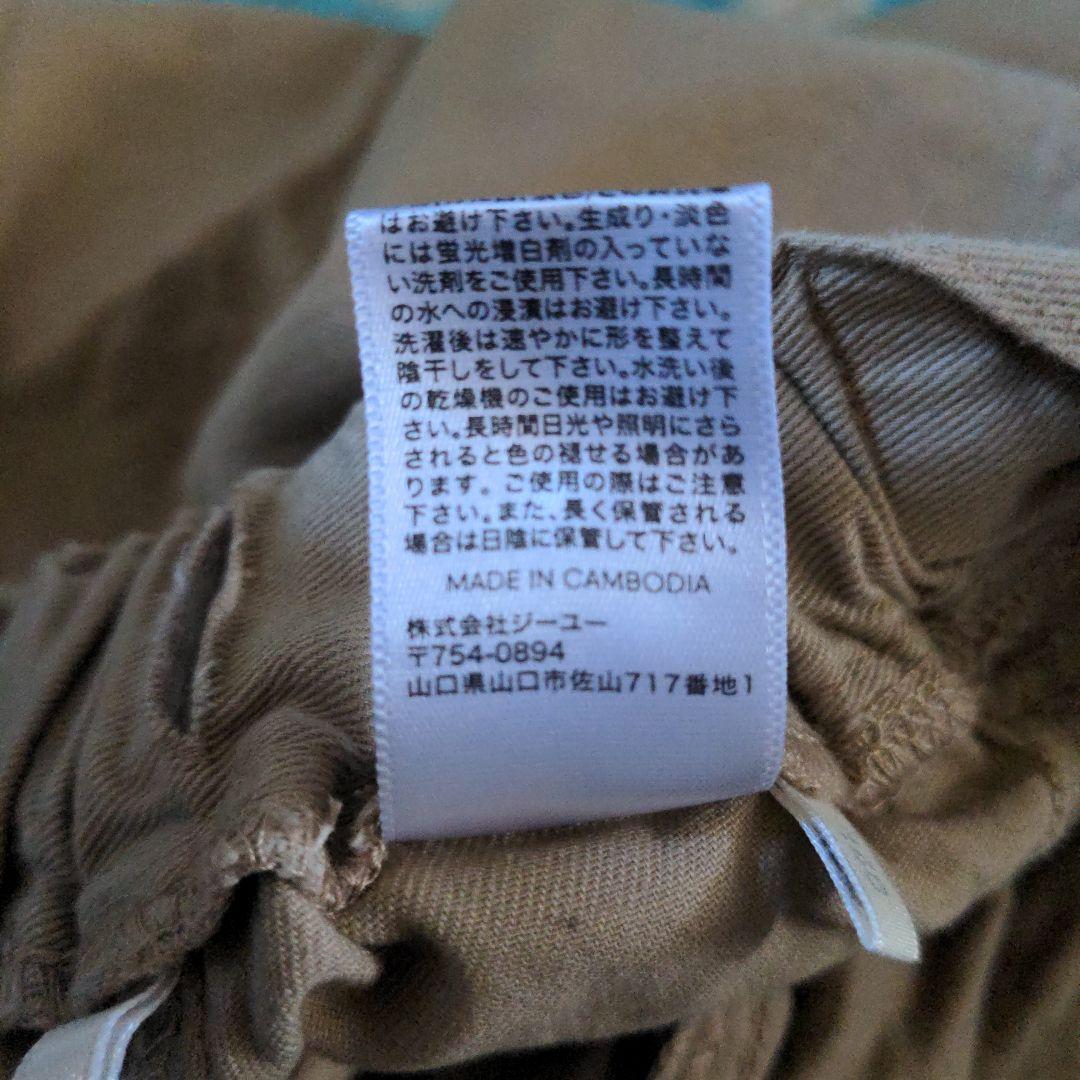 はお避け下さい。生成り・淡色
には蛍光増白剤の入っていな
い洗剤をご使用下さい。長時間
の水への浸漬はお避け下さい。
洗濯後は速やかに形を整えて
陰干しをして下さい。水洗い後
の乾燥機のご使用はお避け下
さい。長時間日光や照明にさら
されると色の褪せる場合があ
ります。ご使用の際はご注意
下さい。また、長く保管される
場合は日陰に保管して下さい。
MADE IN CAMBODIA
株式会社ジーユー
〒754-0894
山口県山口市佐山717番地1